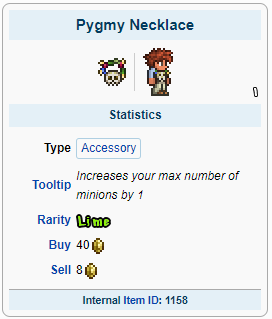 Pygmy Necklace
Statistics
Type Accessory
Tooltip Increases your max number of
minions by 1
Rarity Lime
Buy 40
Sell 8
Internal Item ID: 1158